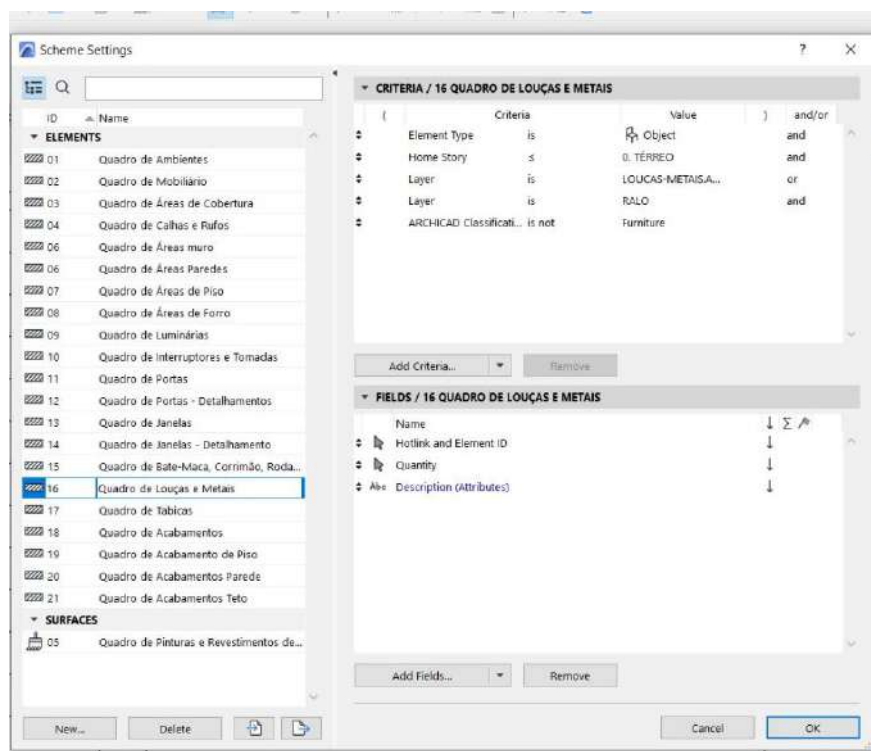 Scheme Settings
? ×
ID Name
ELEMENTS
01 Quadro de Ambientes
02 Quadro de Mobiliário
03 Quadro de Áreas de Cobertura
04 Quadro de Calhas e Rufos
06 Quadro de Áreas muro
06 Quadro de Áreas Paredes
07 Quadro de Áreas de Piso
08 Quadro de Áreas de Forro
09 Quadro de Luminárias
10 Quadro de Interruptores e Tomadas
11 Quadro de Portas
12 Quadro de Portas - Detalhamentos
13 Quadro de Janelas
14 Quadro de Janelas - Detalhamento
15 Quadro de Bate-Maca, Corrimão, Roda...
16 Quadro de Louças e Metais
17 Quadro de Tabicas
18 Quadro de Acabamentos
19 Quadro de Acabamento de Piso
20 Quadro de Acabamentos Parede
21 Quadro de Acabamentos Teto
SURFACES
05 Quadro de Pinturas e Revestimentos de...
New... Delete
CRITERIA / 16 QUADRO DE LOUÇAS E METAIS
( Criteria Value ) and/or
Element Type is Object and
Home Story ≤ 0. TÉRREO and
Layer is LOUCAS-METAIS.A... or
Layer is RALO and
ARCHICAD Classificati... is not Furniture
Add Criteria... Remove
FIELDS / 16 QUADRO DE LOUÇAS E METAIS
Name ↓ Σ
Hotlink and Element ID ↓
Quantity ↓
Abc Description (Attributes) ↓
Add Fields... Remove
Cancel OK